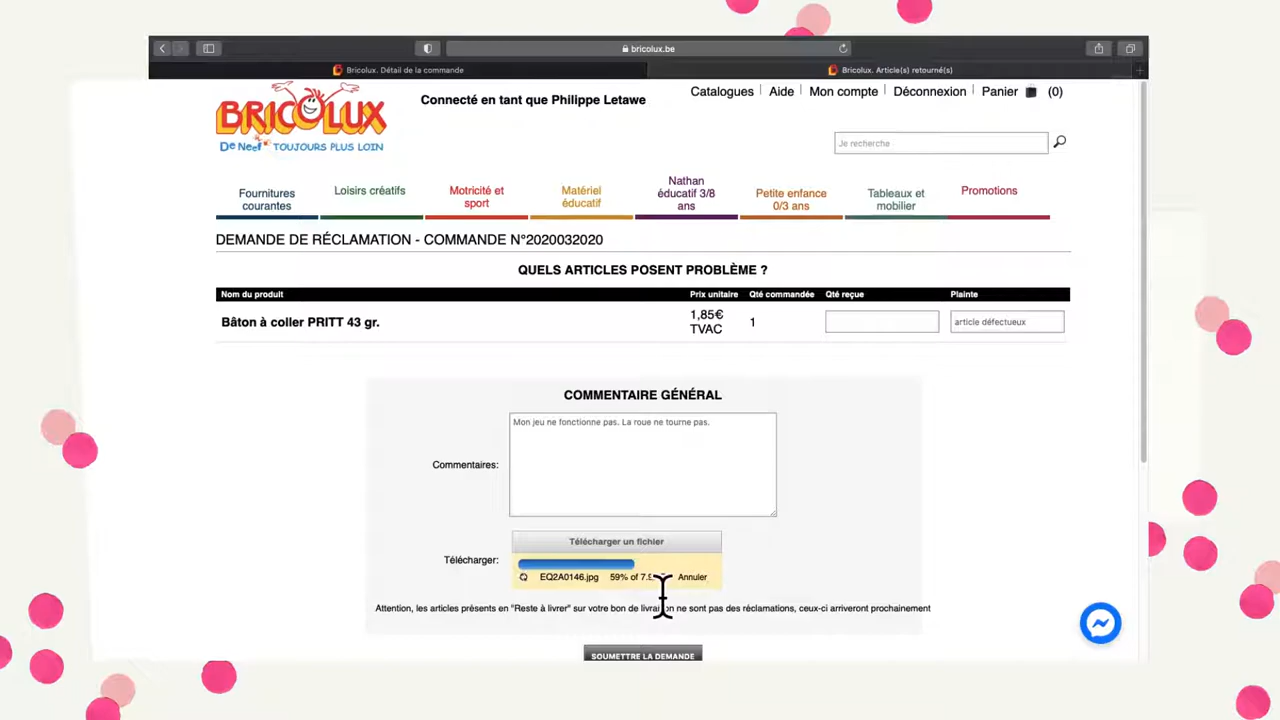 bricolux.be
Bricolux. Détail de la commande
Bricolux. Article(s) retourné(s)
BRICOLUX
De Neef TOUJOURS PLUS LOIN
Connecté en tant que Philippe Letawe
Catalogues
Aide
Mon compte
Déconnexion
Panier (0)
Je recherche
Fournitures
courantes
Loisirs créatifs
Motricité et
sport
Matériel
éducatif
Nathan
éducatif 3/8
ans
Petite enfance
0/3 ans
Tableaux et
mobilier
Promotions
DEMANDE DE RÉCLAMATION - COMMANDE N°2020032020
QUELS ARTICLES POSENT PROBLÈME ?
Nom du produit Prix unitaire Qté commandée Qté reçue Plainte
Bâton à coller PRITT 43 gr.
1,85€
TVAC
1
article défectueux
COMMENTAIRE GÉNÉRAL
Mon jeu ne fonctionne pas. La roue ne tourne pas.
Commentaires:
Télécharger un fichier
Télécharger:
EQ2A0146.jpg 59% of Annuler
Attention, les articles présents en "Reste à livrer" sur votre bon de livraison ne sont pas des réclamations, ceux-ci arriveront prochainement
SOUMETTRE LA DEMANDE